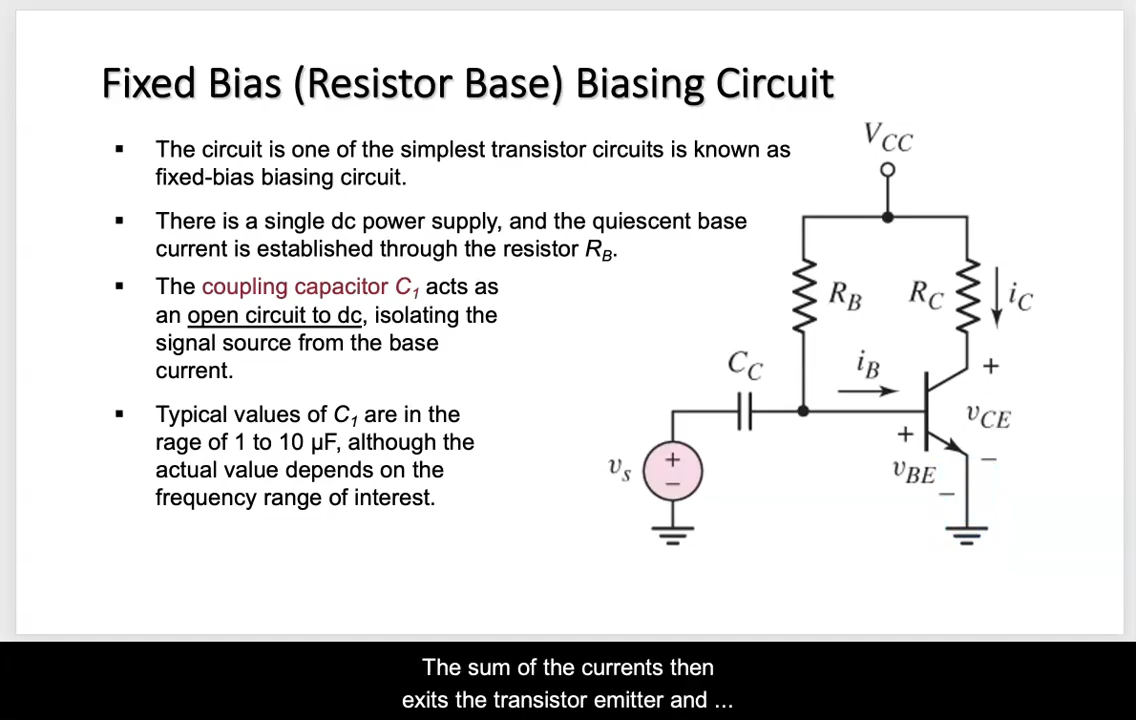 Fixed Bias (Resistor Base) Biasing Circuit
▪ The circuit is one of the simplest transistor circuits is known as
fixed-bias biasing circuit.
▪ There is a single dc power supply, and the quiescent base
current is established through the resistor R_B.
▪ The coupling capacitor C_1 acts as
an open circuit to dc, isolating the
signal source from the base
current.
▪ Typical values of C_1 are in the
rage of 1 to 10 μF, although the
actual value depends on the
frequency range of interest.
V_CC
R_B
R_C
i_C
C_C
i_B
+
v_CE
−
+
v_BE
−
v_s
+
−
The sum of the currents then
exits the transistor emitter and ...